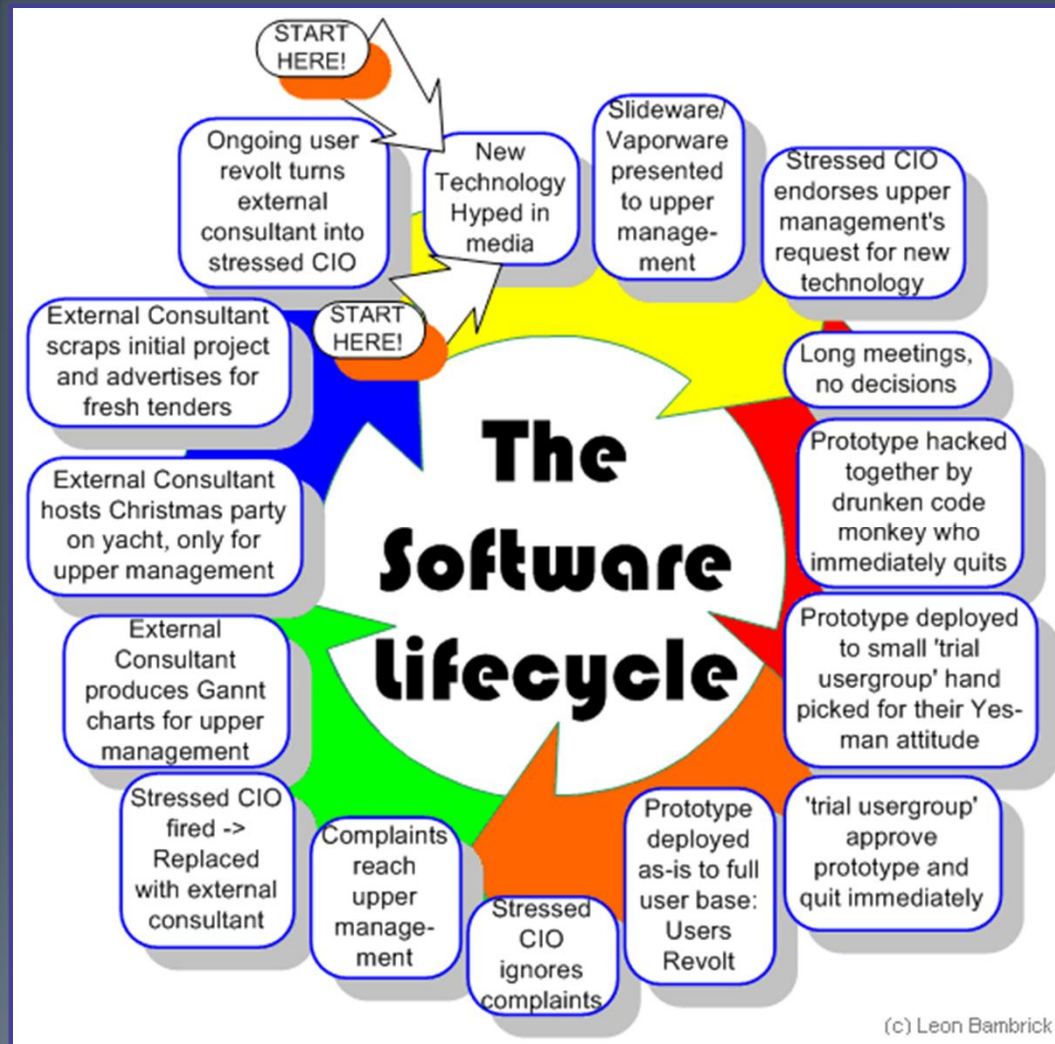 START
HERE!
New
Technology
Hyped in
media
Slideware/
Vaporware
presented
to upper
manage-
ment
Stressed CIO
endorses upper
management's
request for new
technology
Long meetings,
no decisions
Prototype hacked
together by
drunken code
monkey who
immediately quits
Prototype deployed
to small 'trial
usergroup' hand
picked for their Yes-
man attitude
'trial usergroup'
approve
prototype and
quit immediately
Prototype
deployed
as-is to full
user base:
Users
Revolt
Stressed
CIO
ignores
complaints
Complaints
reach
upper
manage-
ment
Stressed CIO
fired ->
Replaced
with external
consultant
External
Consultant
produces Gannt
charts for upper
management
External Consultant
hosts Christmas party
on yacht, only for
upper management
External Consultant
scraps initial project
and advertises for
fresh tenders
Ongoing user
revolt turns
external
consultant into
stressed CIO
START
HERE!
The
Software
Lifecycle
(c) Leon Bambrick